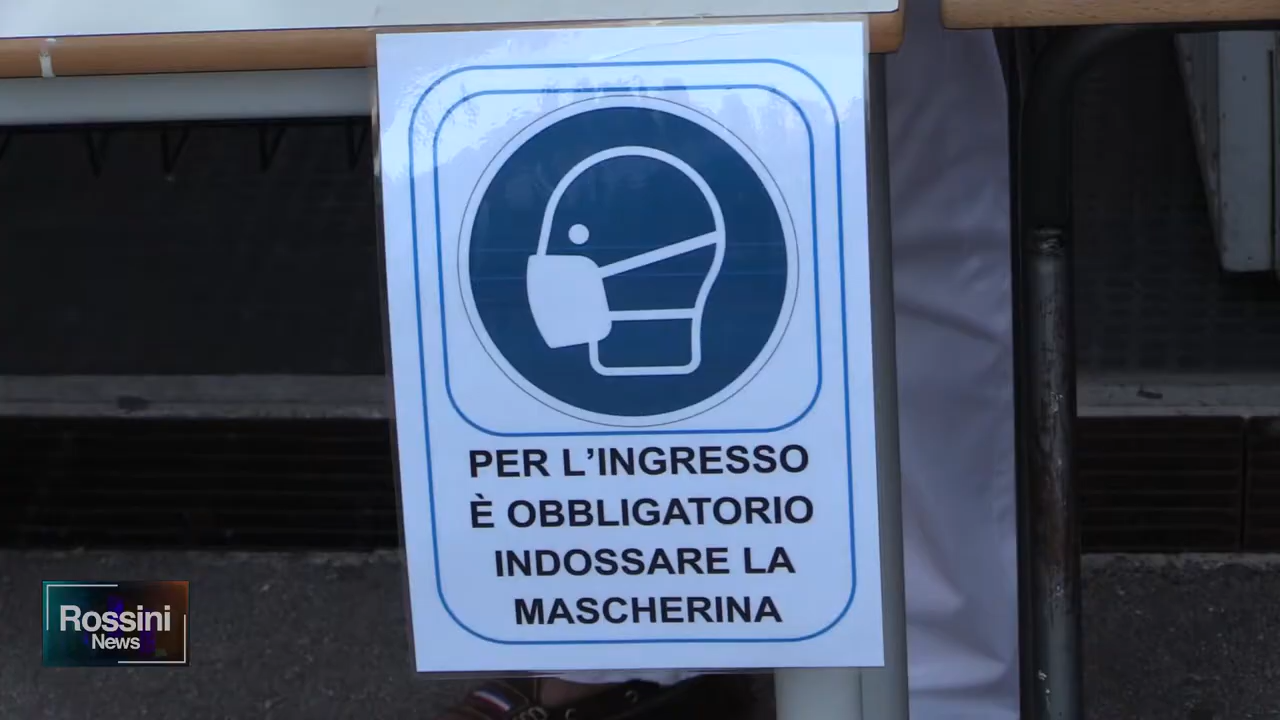 PER L’INGRESSO
È OBBLIGATORIO
INDOSSARE LA
MASCHERINA
Rossini
News